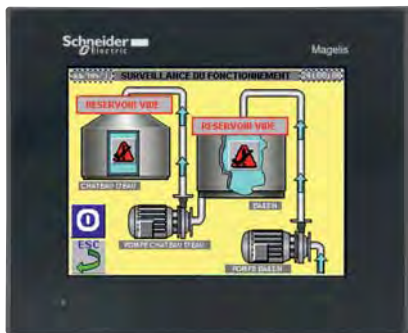 Schneider
Electric
Magelis
SURVEILLANCE DU FONCTIONNEMENT
RESERVOIR VIDE
RESERVOIR VIDE
CHATEAU D'EAU
BASSIN
POMPE CHATEAU D'EAU
POMPE BASSIN
ESC